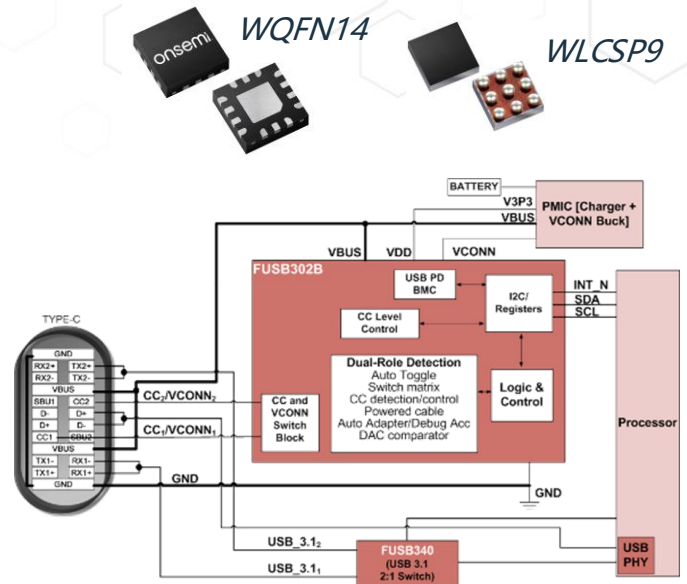 onsemi
WQFN14
WLCSP9
BATTERY
V3P3
VBUS
PMIC [Charger +
VCONN Buck]
VBUS
VDD
VCONN
FUSB302B
USB PD
BMC
I2C/
Registers
INT_N
SDA
SCL
CC Level
Control
TYPE-C
GND
RX2+ TX2+
RX2- TX2-
VBUS
SBU1 CC2
D- D+
D+ D-
CC1 SBU2
VBUS
TX1- RX1-
TX1+ RX1+
GND
CC2/VCONN2
CC1/VCONN1
CC and
VCONN
Switch
Block
Dual-Role Detection
Auto Toggle
Switch matrix
CC detection/control
Powered cable
Auto Adapter/Debug Acc
DAC comparator
Logic &
Control
Processor
GND
GND
USB_3.12
USB_3.11
FUSB340
(USB 3.1
2:1 Switch)
USB
PHY